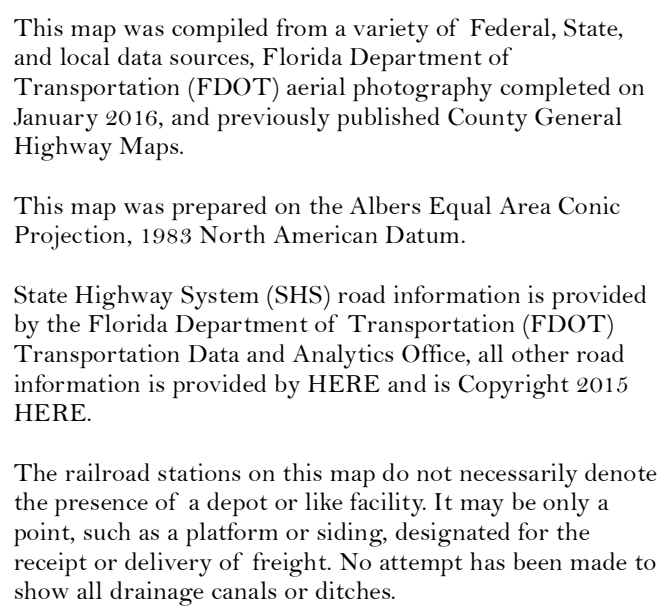 This map was compiled from a variety of Federal, State,
and local data sources, Florida Department of
Transportation (FDOT) aerial photography completed on
January 2016, and previously published County General
Highway Maps.
This map was prepared on the Albers Equal Area Conic
Projection, 1983 North American Datum.
State Highway System (SHS) road information is provided
by the Florida Department of Transportation (FDOT)
Transportation Data and Analytics Office, all other road
information is provided by HERE and is Copyright 2015
HERE.
The railroad stations on this map do not necessarily denote
the presence of a depot or like facility. It may be only a
point, such as a platform or siding, designated for the
receipt or delivery of freight. No attempt has been made to
show all drainage canals or ditches.